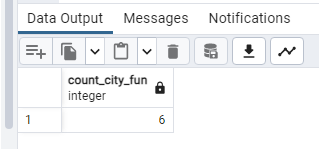 Data Output Messages Notifications
count_city_fun
integer
1 6